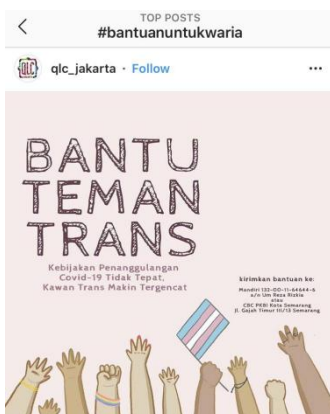 TOP POSTS
#bantuanuntukwaria
qlc_jakarta · Follow
BANTU
TEMAN
TRANS
Kebijakan Penanggulangan
Covid-19 Tidak Tepat,
Kawan Trans Makin Tergencat
kirimkan bantuan ke:
Mandiri 135-00-11-64644-6
a/n Um Reza Rizkia
atau
CBC PKBI Kota Semarang
Jl. Gajah Timur III/13 Semarang